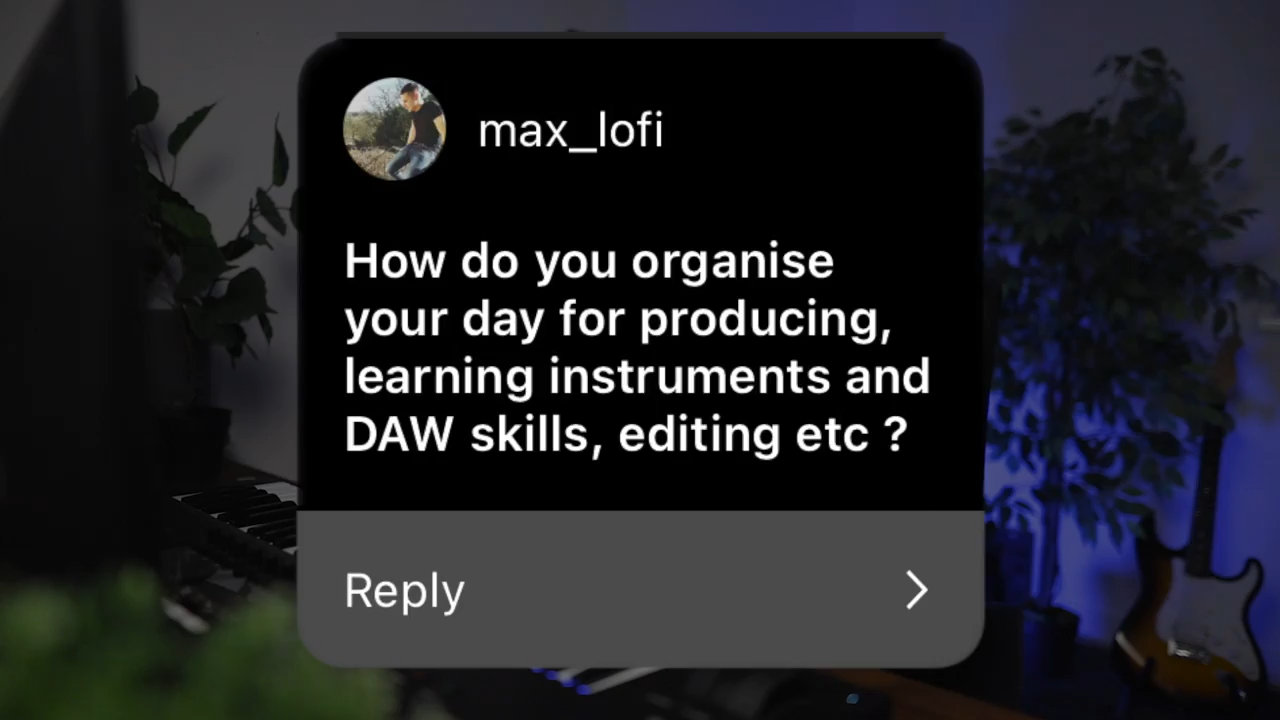 max_lofi
How do you organise
your day for producing,
learning instruments and
DAW skills, editing etc ?
Reply